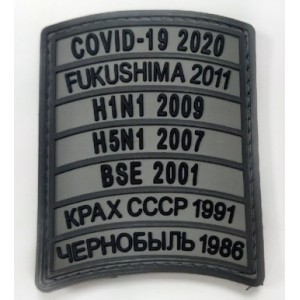 COVID-19 2020
FUKUSHIMA 2011
H1N1 2009
H5N1 2007
BSE 2001
КРАХ СССР 1991
ЧЕРНОБЫЛЬ 1986